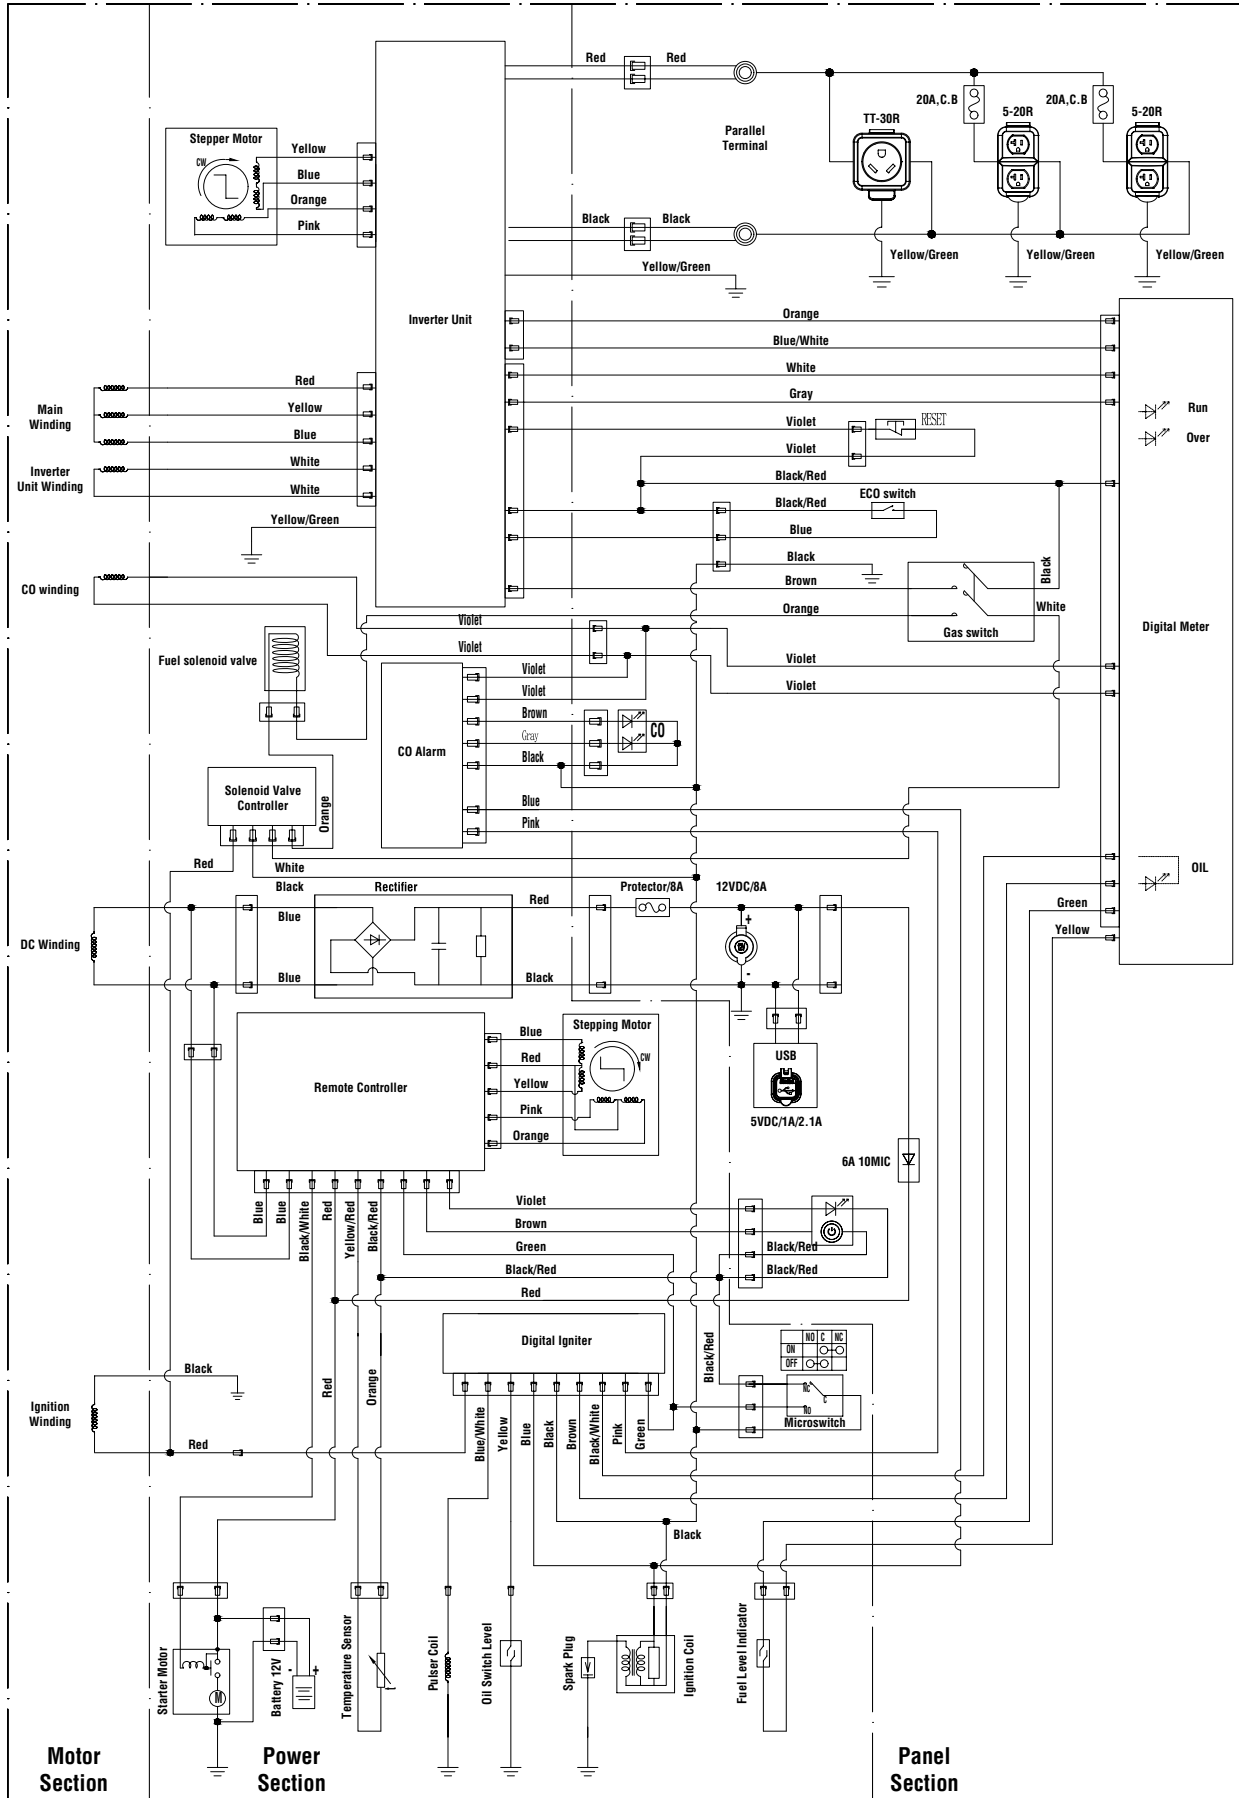 Red Red
20A,C.B 20A,C.B
5-20R 5-20R
TT-30R
Parallel
Terminal
Stepper Motor
CW
Yellow
Blue
Orange
Pink
Black Black
Yellow/Green Yellow/Green Yellow/Green
Yellow/Green
Inverter Unit
Orange
Blue/White
White
Gray
Run
Over
Main
Winding
Red
Yellow
Blue
Inverter
Unit Winding
White
White
Violet
RESET
Violet
Black/Red
Black/Red
ECO switch
Blue
Yellow/Green
Black
Black
Brown
Orange
White
Gas switch
Digital Meter
CO winding
Violet
Violet
Violet
Violet
Fuel solenoid valve
Violet
Violet
Brown
Gray
Black
CO
CO Alarm
Blue
Pink
Solenoid Valve
Controller
Orange
Red
White
Black
Rectifier
Red
Protector/8A
12VDC/8A
OIL
Green
Yellow
DC Winding
Blue
Blue
Black
+
-
Stepping Motor
CW
Blue
Red
Yellow
Pink
Orange
Remote Controller
USB
5VDC/1A/2.1A
6A 10MIC
Blue
Blue
Black/White
Red
Yellow/Red
Black/Red
Violet
Brown
Green
Black/Red
Black/Red
Black/Red
Red
Digital Igniter
Black/Red
NO C NC
ON
OFF
NC
C
No
Microswitch
Black
Ignition
Winding
Red
Red
Orange
Blue/White
Yellow
Blue
Black
Brown
Black/White
Pink
Green
Black
Starter Motor
M
Battery 12V
-
+
Temperature Sensor
t
Pulser Coil
Oil Switch Level
Spark Plug
Ignition Coil
Fuel Level Indicator
Motor
Section
Power
Section
Panel
Section